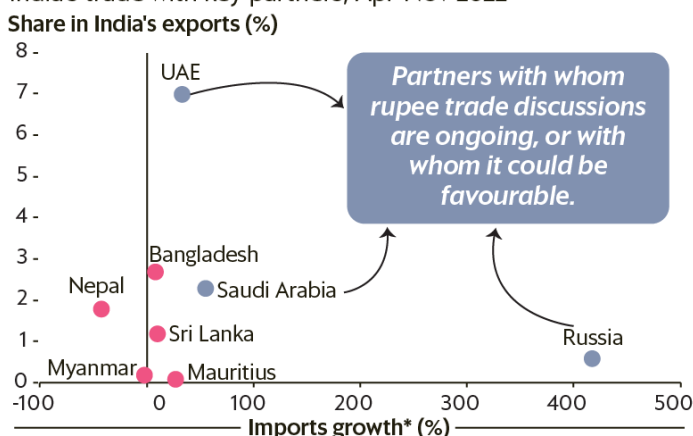 Share in India's exports (%)
8
UAE
7
6
5
4
3
2
1
0
Partners with whom
rupee trade discussions
are ongoing, or with
whom it could be
favourable.
Bangladesh
Nepal
Saudi Arabia
Sri Lanka
Russia
Myanmar
Mauritius
-100
0
100
200
300
400
500
Imports growth* (%)